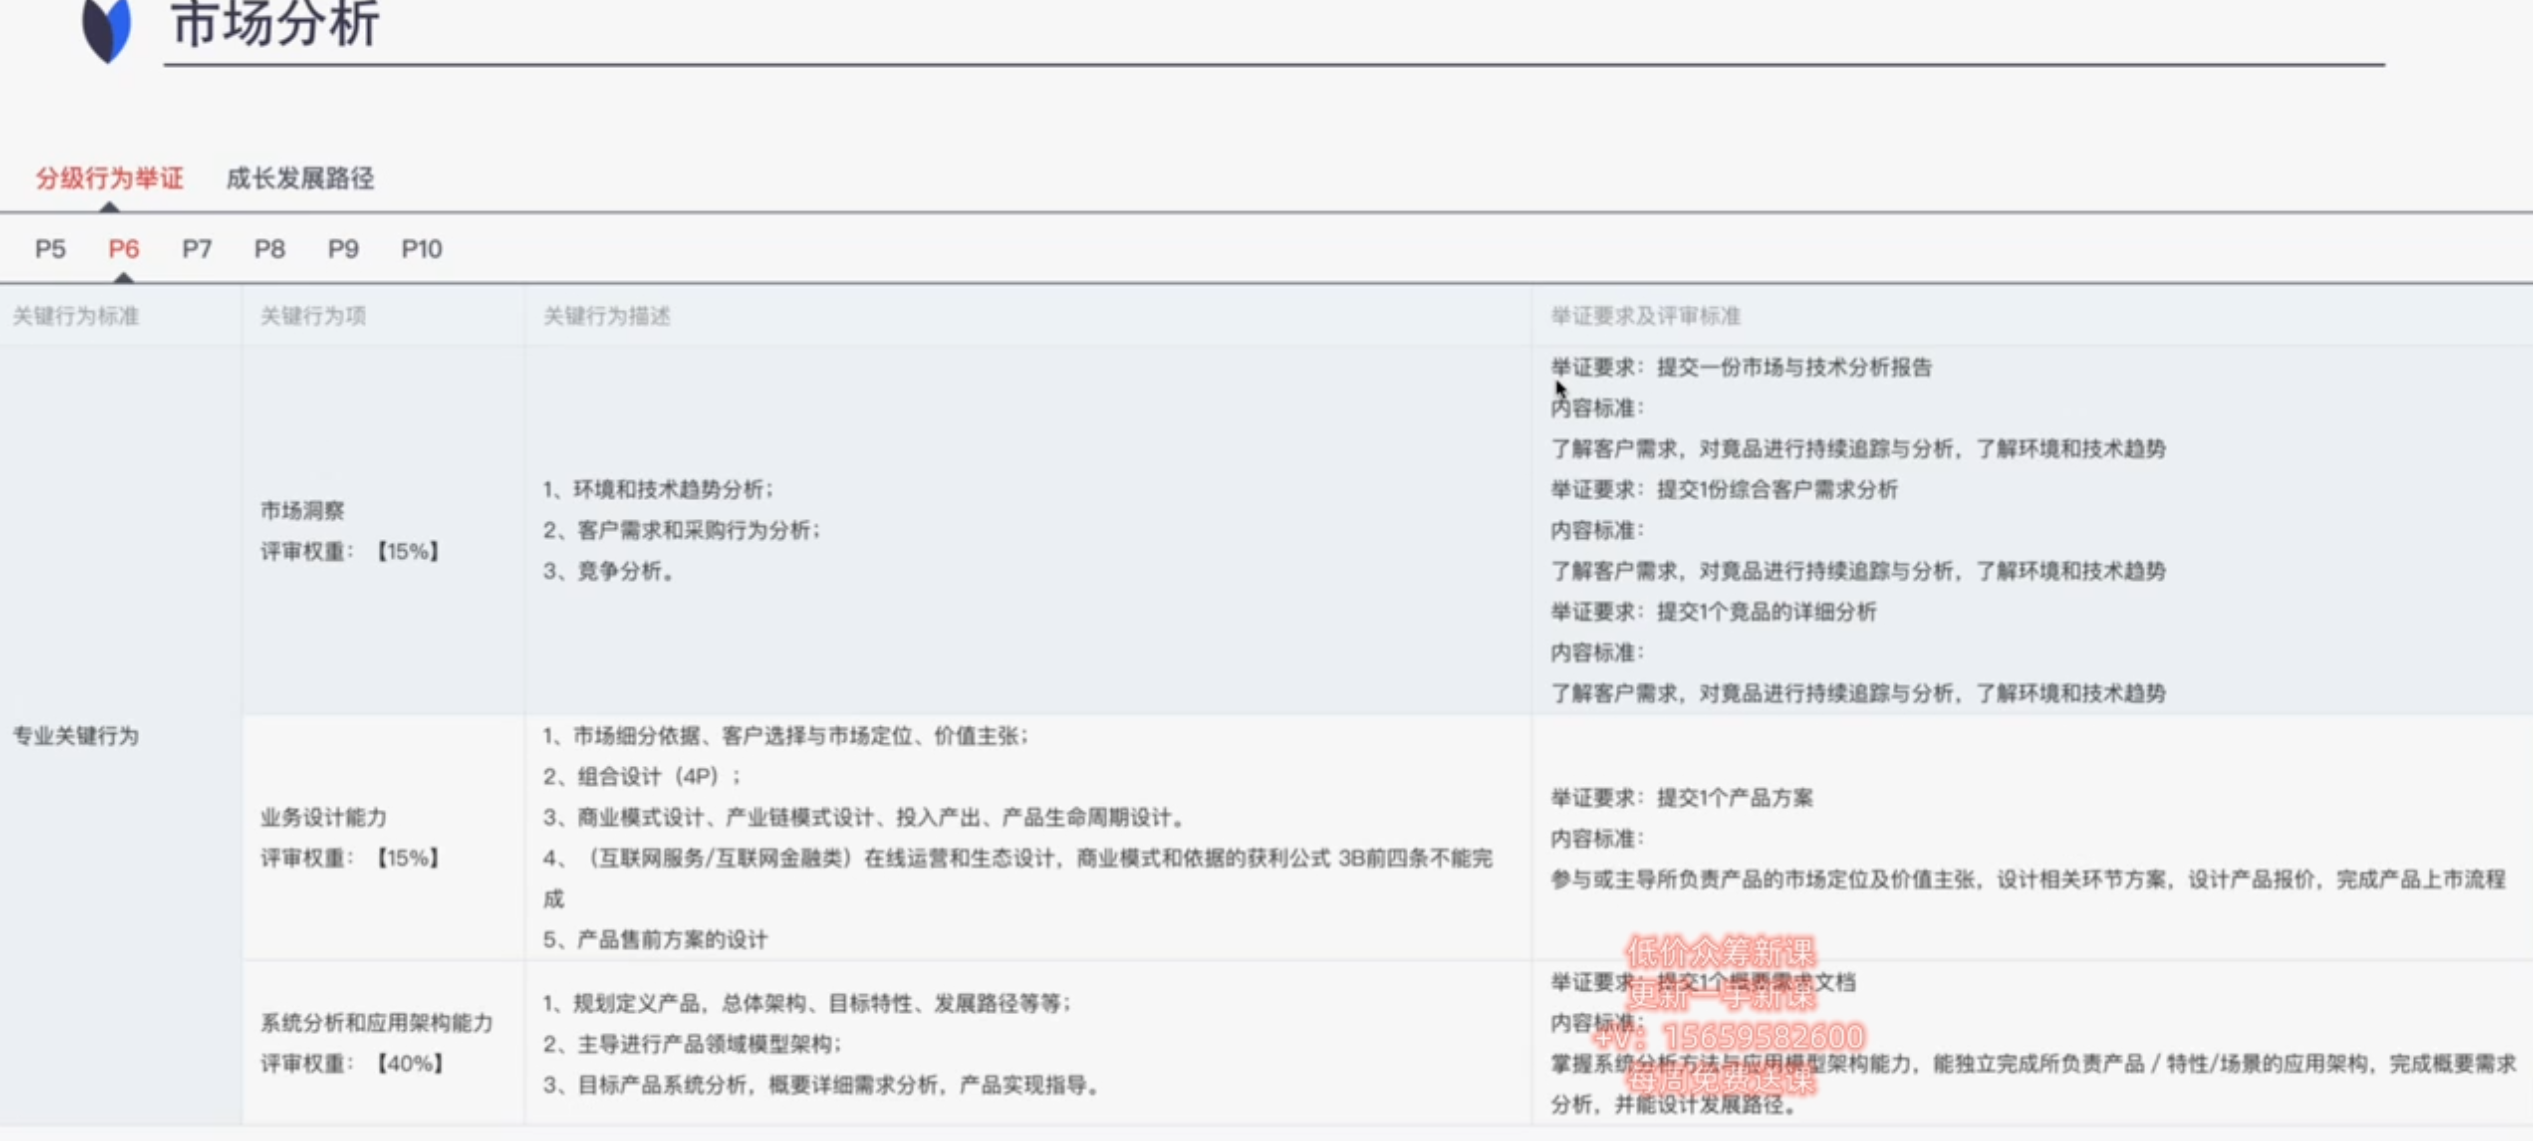 市场分析
分级行为举证 成长发展路径
P5 P6 P7 P8 P9 P10
关键行为标准 关键行为项 关键行为描述 举证要求及评审标准
专业关键行为
市场洞察
评审权重：【15%】
1、环境和技术趋势分析；
2、客户需求和采购行为分析；
3、竞争分析。
举证要求：提交一份市场与技术分析报告
内容标准：
了解客户需求，对竟品进行持续追踪与分析，了解环境和技术趋势
举证要求：提交1份综合客户需求分析
内容标准：
了解客户需求，对竟品进行持续追踪与分析，了解环境和技术趋势
举证要求：提交1个竟品的详细分析
内容标准：
了解客户需求，对竟品进行持续追踪与分析，了解环境和技术趋势
业务设计能力
评审权重：【15%】
1、市场细分依据、客户选择与市场定位、价值主张；
2、组合设计（4P）；
3、商业模式设计、产业链模式设计、投入产出、产品生命周期设计。
4、（互联网服务/互联网金融类）在线运营和生态设计，商业模式和依据的获利公式 3B前四条不能完
成
5、产品售前方案的设计
举证要求：提交1个产品方案
内容标准：
参与或主导所负责产品的市场定位及价值主张，设计相关环节方案，设计产品报价，完成产品上市流程
系统分析和应用架构能力
评审权重：【40%】
1、规划定义产品，总体架构、目标特性、发展路径等等；
2、主导进行产品领域模型架构；
3、目标产品系统分析，概要详细需求分析，产品实现指导。
举证要求：提交1个概要需求文档
内容标准：
掌握系统分析方法与应用模型架构能力，能独立完成所负责产品 / 特性/场景的应用架构，完成概要需求
分析，并能设计发展路径。
低价众筹新课
更新一手新课
+V：15659582600
每周免费送课